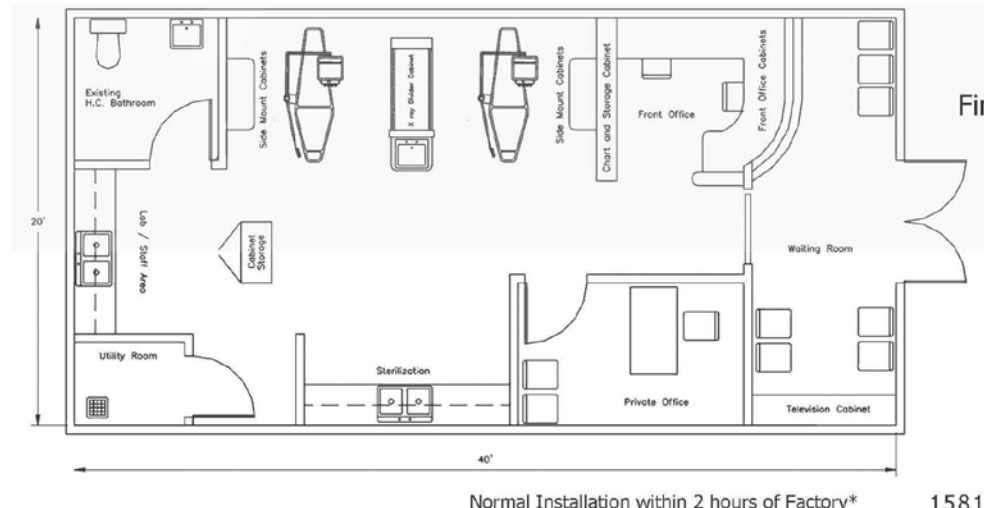 Existing
H.C. Bathroom
Side Mount Cabinets
X ray Divider Cabinet
Side Mount Cabinets
Chart and Storage Cabinet
Front Office
Front Office Cabinets
20'
Lab / Staff Area
Cabinet
Storage
Waiting Room
Utility Room
Sterilization
Private Office
Television Cabinet
40'
Normal Installation within 2 hours of Factory*
1581